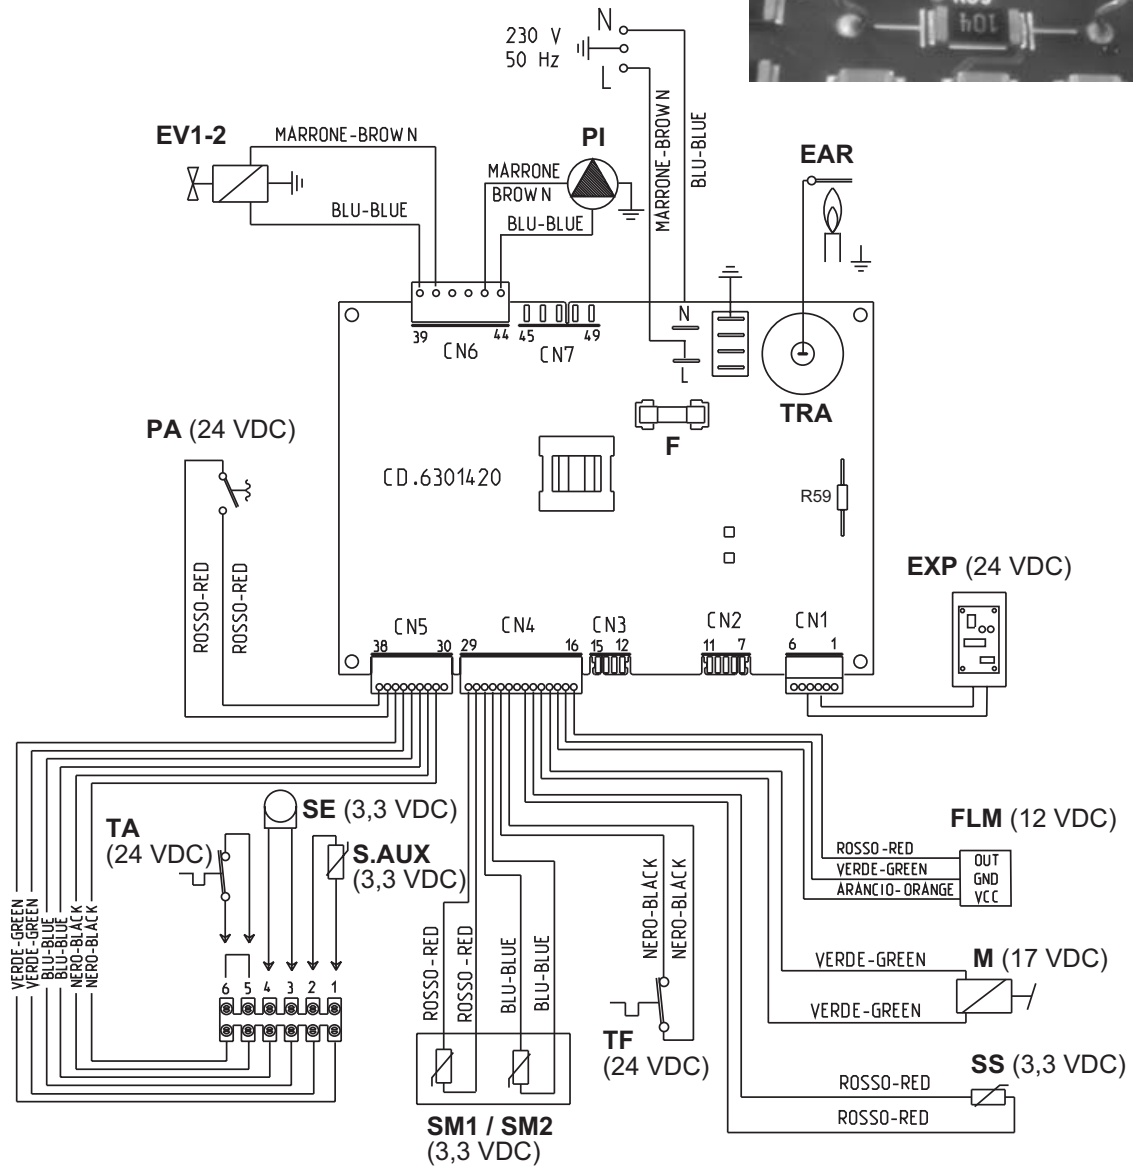 R59
104
N
230 V
50 Hz
L
EV1-2
MARRONE-BROWN
BLU-BLUE
PI
MARRONE
BROWN
BLU-BLUE
MARRONE-BROWN
BLU-BLUE
EAR
39
44
CN6
45
49
CN7
N
L
F
TRA
PA (24 VDC)
ROSSO-RED
ROSSO-RED
CD.6301420
R59
EXP (24 VDC)
CN5
38
30
CN4
29
16
CN3
15
12
CN2
11
7
CN1
6
1
TA
(24 VDC)
SE (3,3 VDC)
S.AUX
(3,3 VDC)
VERDE-GREEN
VERDE-GREEN
BLU-BLUE
BLU-BLUE
NERO-BLACK
NERO-BLACK
6 5 4 3 2 1
ROSSO-RED
ROSSO-RED
BLU-BLUE
BLU-BLUE
SM1 / SM2
(3,3 VDC)
NERO-BLACK
NERO-BLACK
TF
(24 VDC)
FLM (12 VDC)
ROSSO-RED
VERDE-GREEN
ARANCIO-ORANGE
OUT
GND
VCC
VERDE-GREEN
VERDE-GREEN
M (17 VDC)
SS (3,3 VDC)
ROSSO-RED
ROSSO-RED